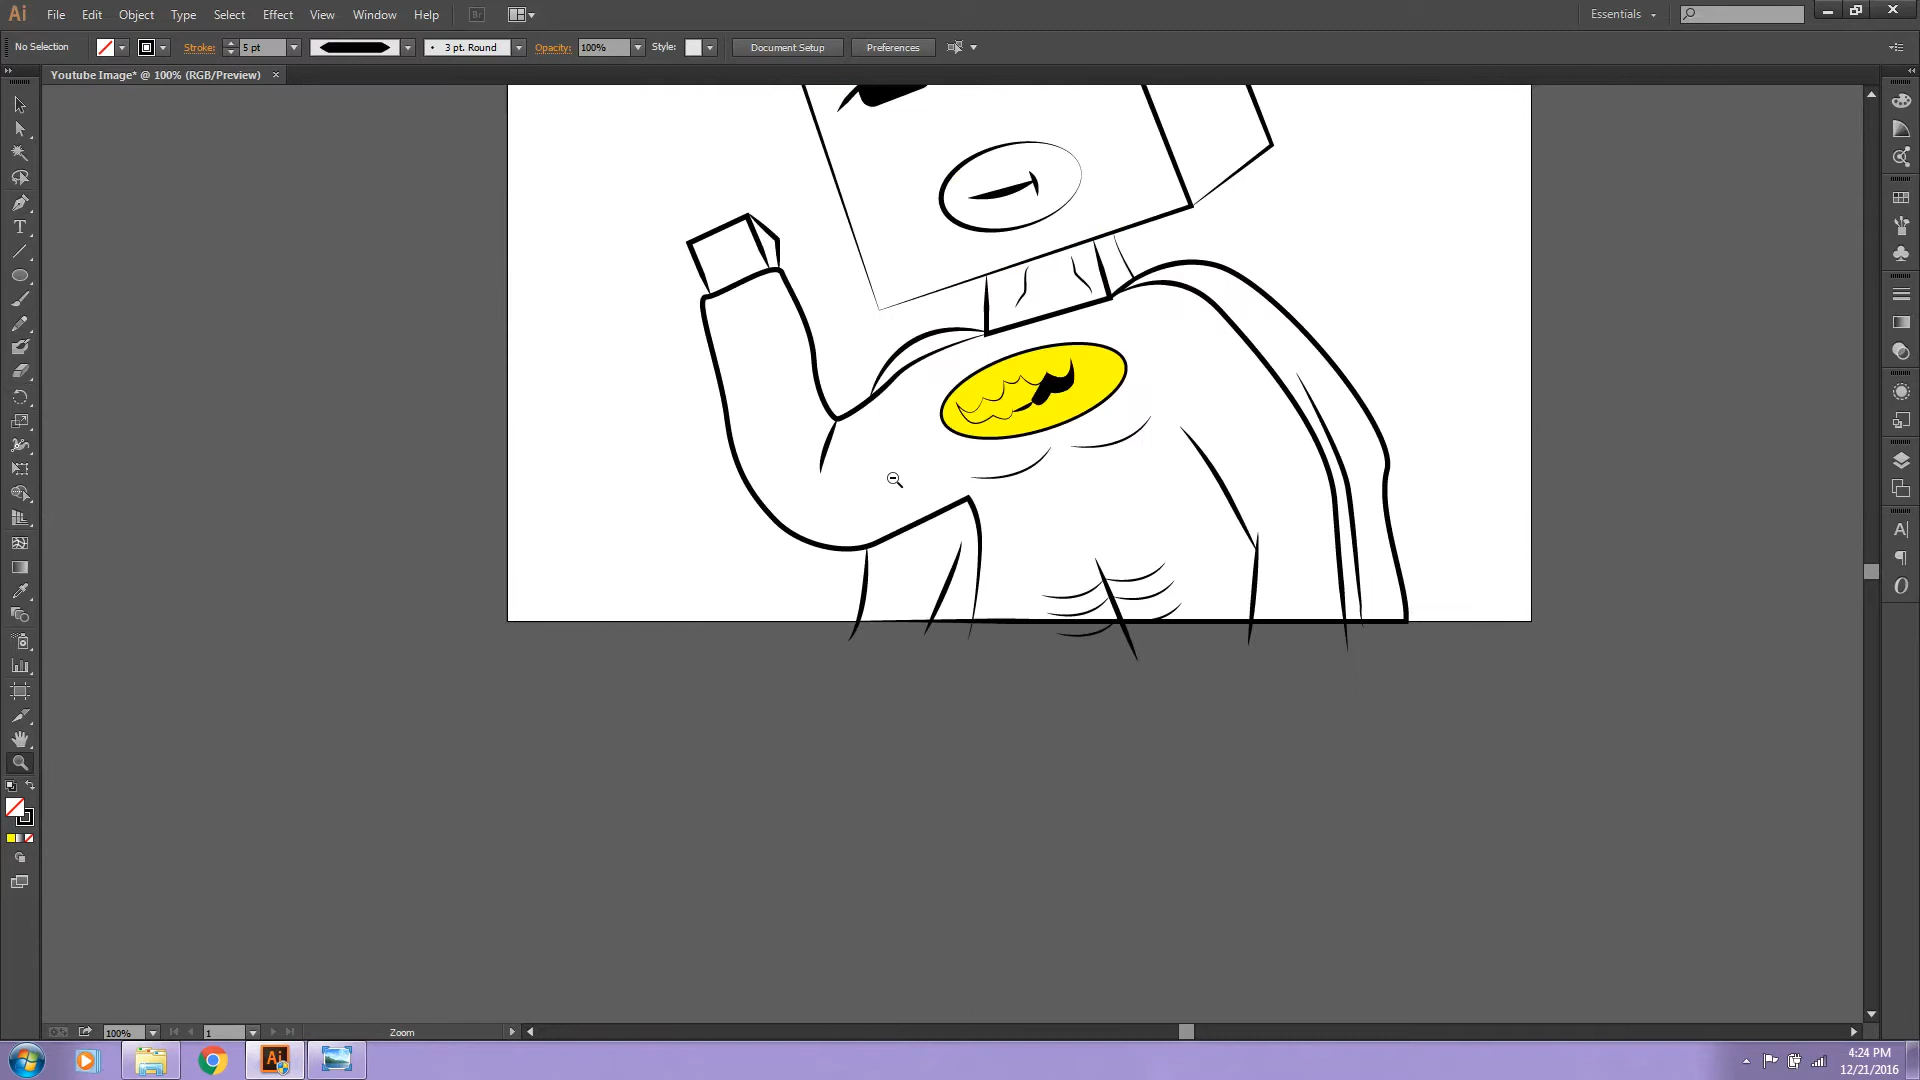 Ai File Edit Object Type Select Effect View Window Help Br Essentials
No Selection Stroke: 5 pt 3 pt. Round Opacity: 100% Style: Document Setup Preferences
Youtube Image* @ 100% (RGB/Preview)
100% 1 Zoom
Ai
4:24 PM
12/21/2016